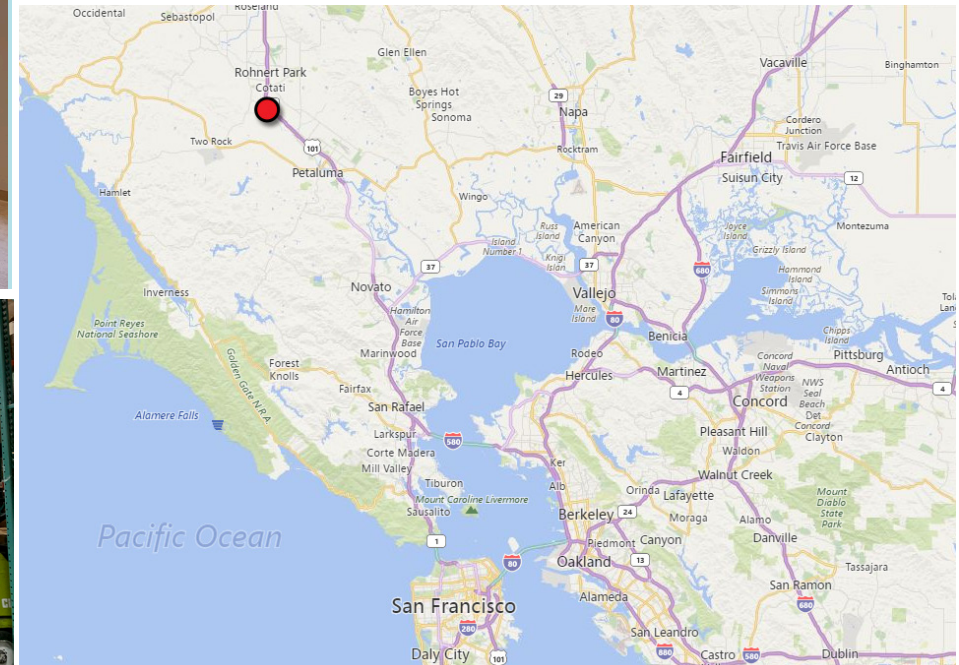 Occidental
Sebastopol
Roseland
Vacaville
Binghamton
Glen Ellen
Rohnert Park
Cotati
Boyes Hot
Springs
Sonoma
29
Napa
Cordero
Junction
Travis Air Force Base
Two Rock
101
Rocktram
Fairfield
Suisun City
12
Petaluma
Hamlet
Wingo
Russ
Island
American
Canyon
Joyce
Island
Montezuma
Island
Number 1
Grizzly Island
Knigi
Islan
37
37
680
Hammond
Island
Simmons
Island
Inverness
Novato
Vallejo
Mare
Island
Hamilton
Air
Force
Base
80
Point Reyes
National Seashore
San Pablo Bay
Benicia
Chipps
Island
Marinwood
Rodeo
Pittsburg
Golden Gate N.R.A.
Forest
Knolls
Hercules
Martinez
Concord
Naval
Weapons
Station
Antioch
Fairfax
4
NWS
Seal
Beach
Det
Concord
4
Concord
Alamere Falls
San Rafael
Pleasant Hill
Clayton
Larkspur
580
Waldon
Corte Madera
Mill Valley
Ker
Walnut Creek
Tiburon
Alb
Orinda
Lafayette
Mount Caroline Livermore
Mount
Diablo
State
Park
Sausalito
Berkeley
24
Moraga
Alamo
Pacific Ocean
1
Piedmont
Canyon
Danville
80
Oakland
13
Tassajara
San Ramon
San Francisco
Alameda
680
280
San Leandro
Daly City
101
880
Castro
580
Dublin